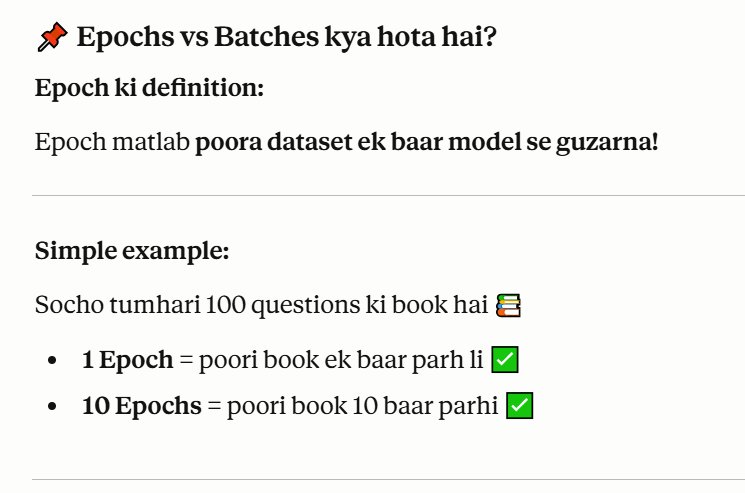 📌 Epochs vs Batches kya hota hai?
Epoch ki definition:
Epoch matlab poora dataset ek baar model se guzarna!
Simple example:
Socho tumhari 100 questions ki book hai 📚
• 1 Epoch = poori book ek baar parh li ✅
• 10 Epochs = poori book 10 baar parhi ✅